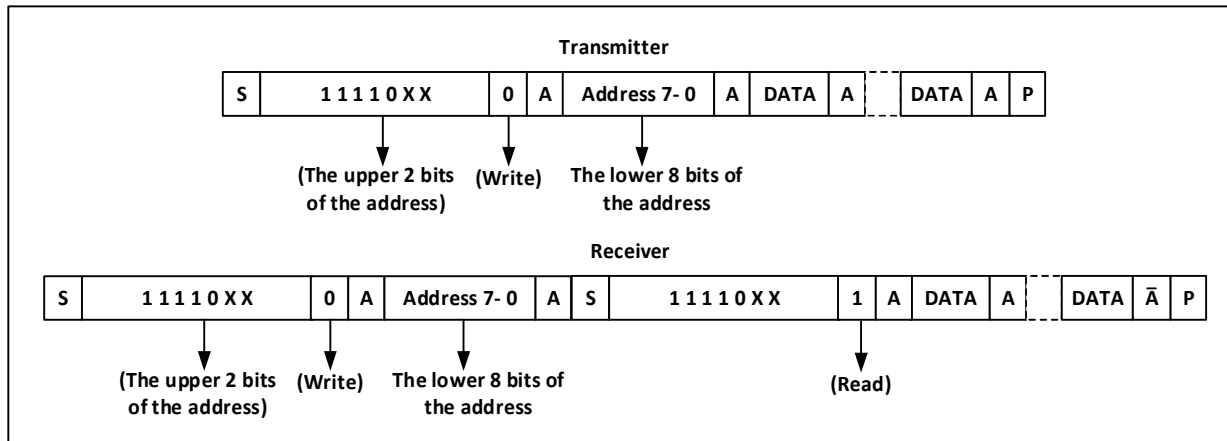 Transmitter
S 1 1 1 1 0 X X 0 A Address 7- 0 A DATA A DATA A P
(The upper 2 bits of the address) (Write) The lower 8 bits of the address
Receiver
S 1 1 1 1 0 X X 0 A Address 7- 0 A S 1 1 1 1 0 X X 1 A DATA A DATA Ā P
(The upper 2 bits of the address) (Write) The lower 8 bits of the address (Read)